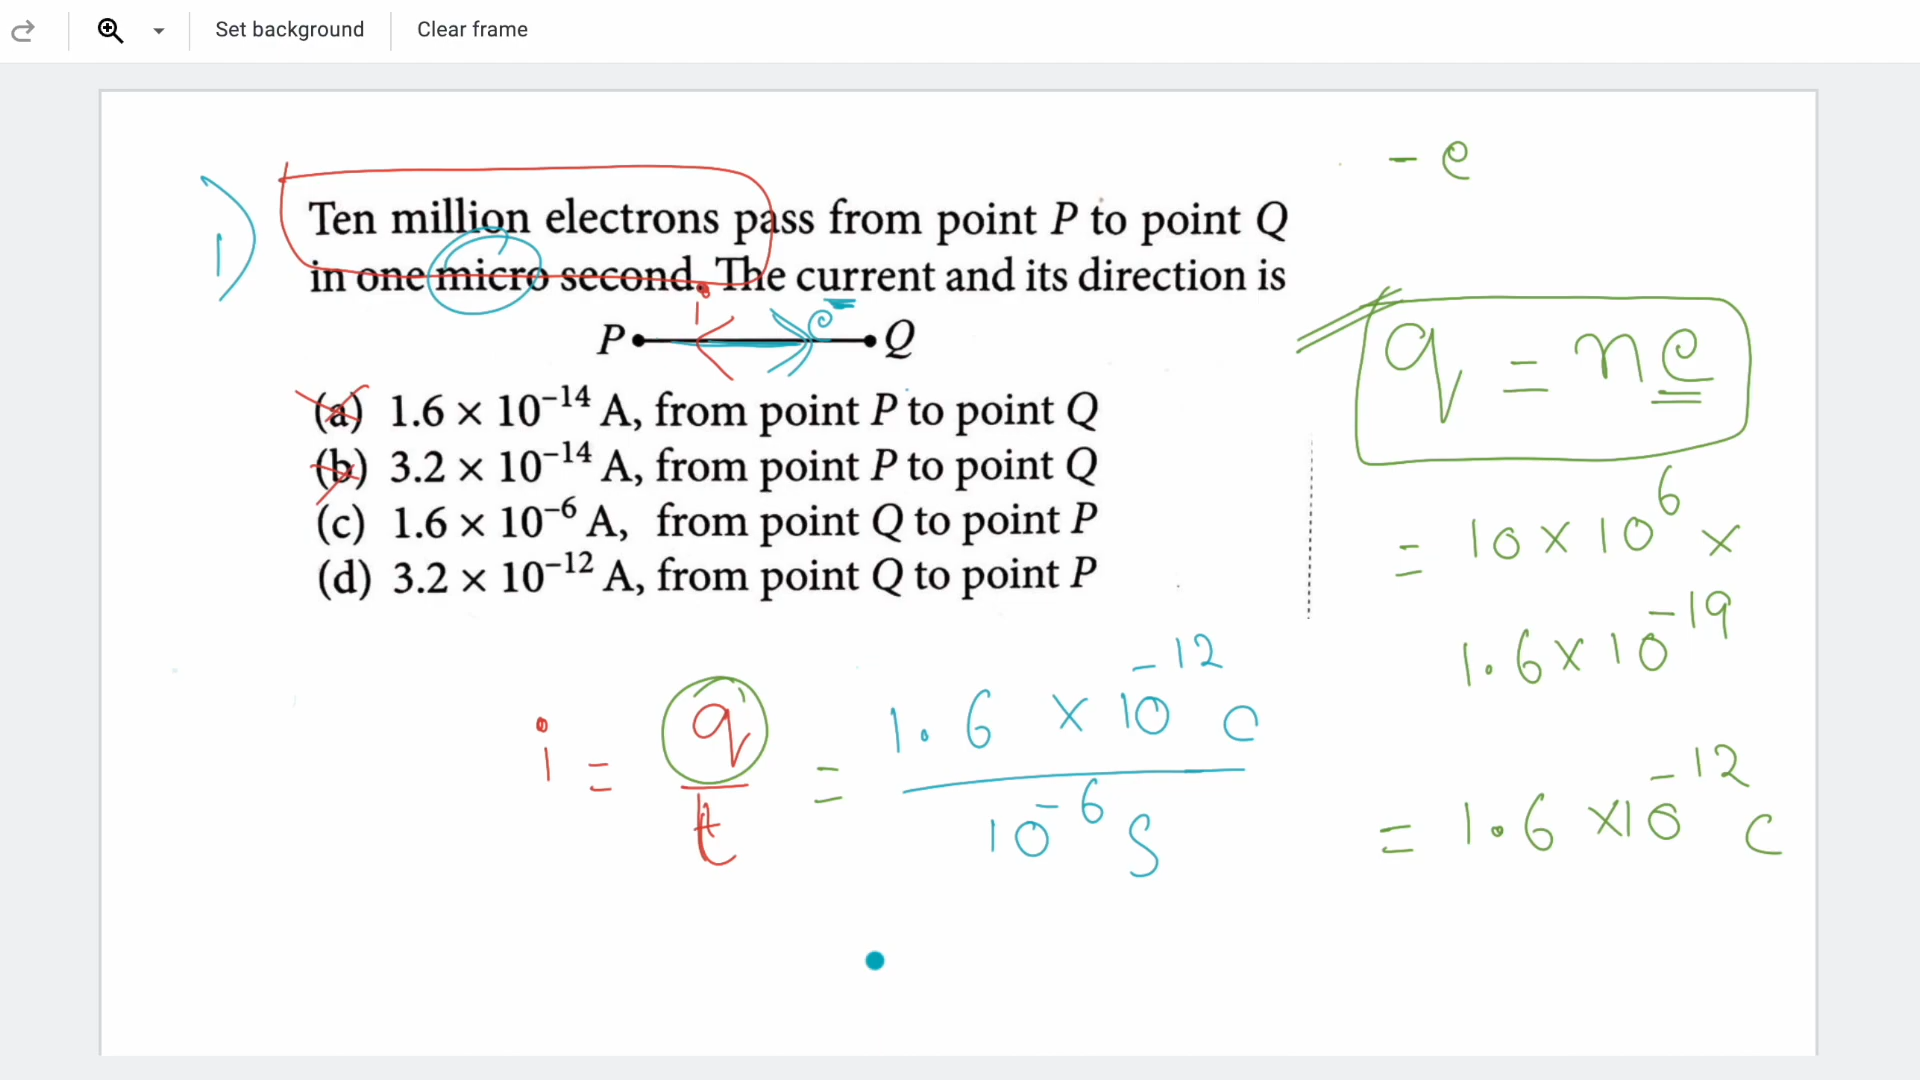 Set background Clear frame
1)
Ten million electrons pass from point P to point Q
in one micro second. The current and its direction is
i e⁻
P Q
(a) 1.6 × 10⁻¹⁴ A, from point P to point Q
(b) 3.2 × 10⁻¹⁴ A, from point P to point Q
(c) 1.6 × 10⁻⁶ A, from point Q to point P
(d) 3.2 × 10⁻¹² A, from point Q to point P
i = q/t = 1.6 × 10⁻¹² C / 10⁻⁶ S
- e
q = ne
= 10 × 10⁶ ×
1.6 × 10⁻¹⁹
= 1.6 × 10⁻¹² C